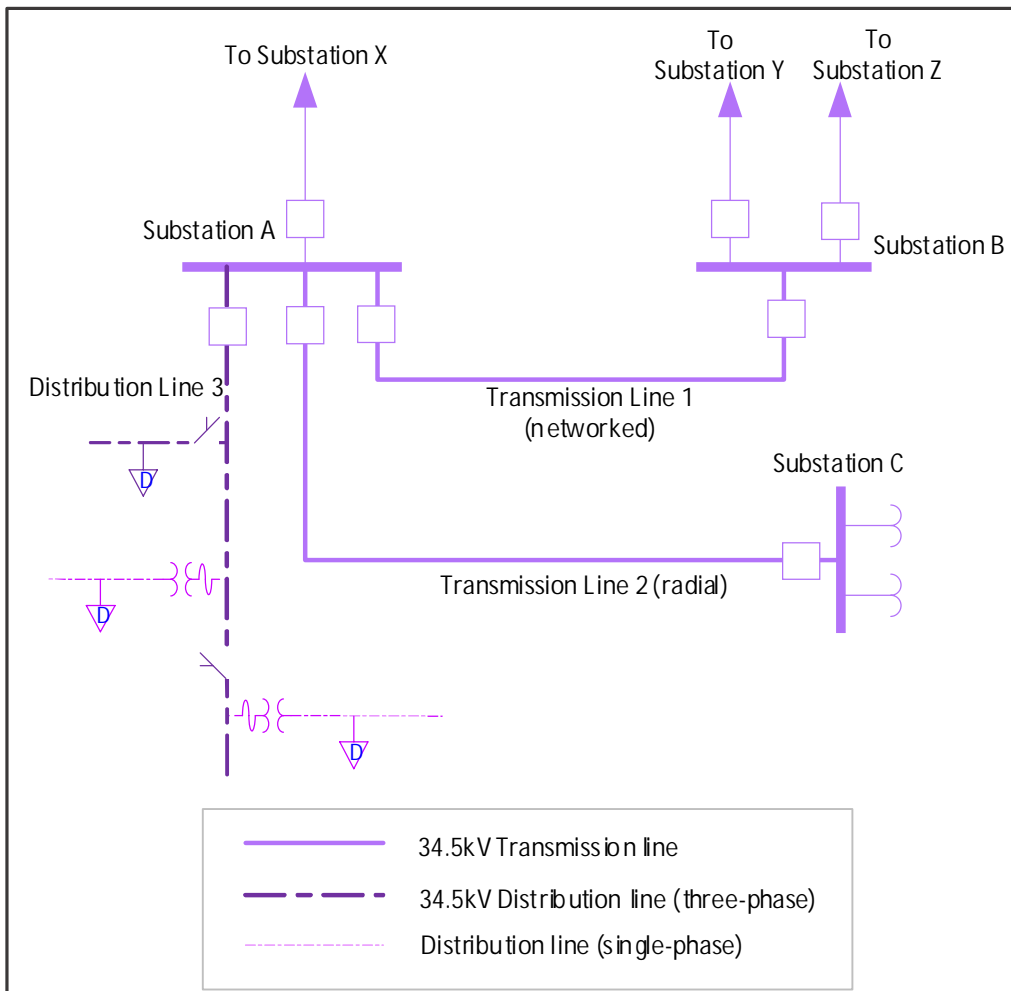 To Substation X
To
Substation Y
To
Substation Z
Substation A
Substation B
Distribution Line 3
Transmission Line 1
(networked)
D
Substation C
Transmission Line 2 (radial)
D
D
34.5kV Transmission line
34.5kV Distribution line (three-phase)
Distribution line (single-phase)